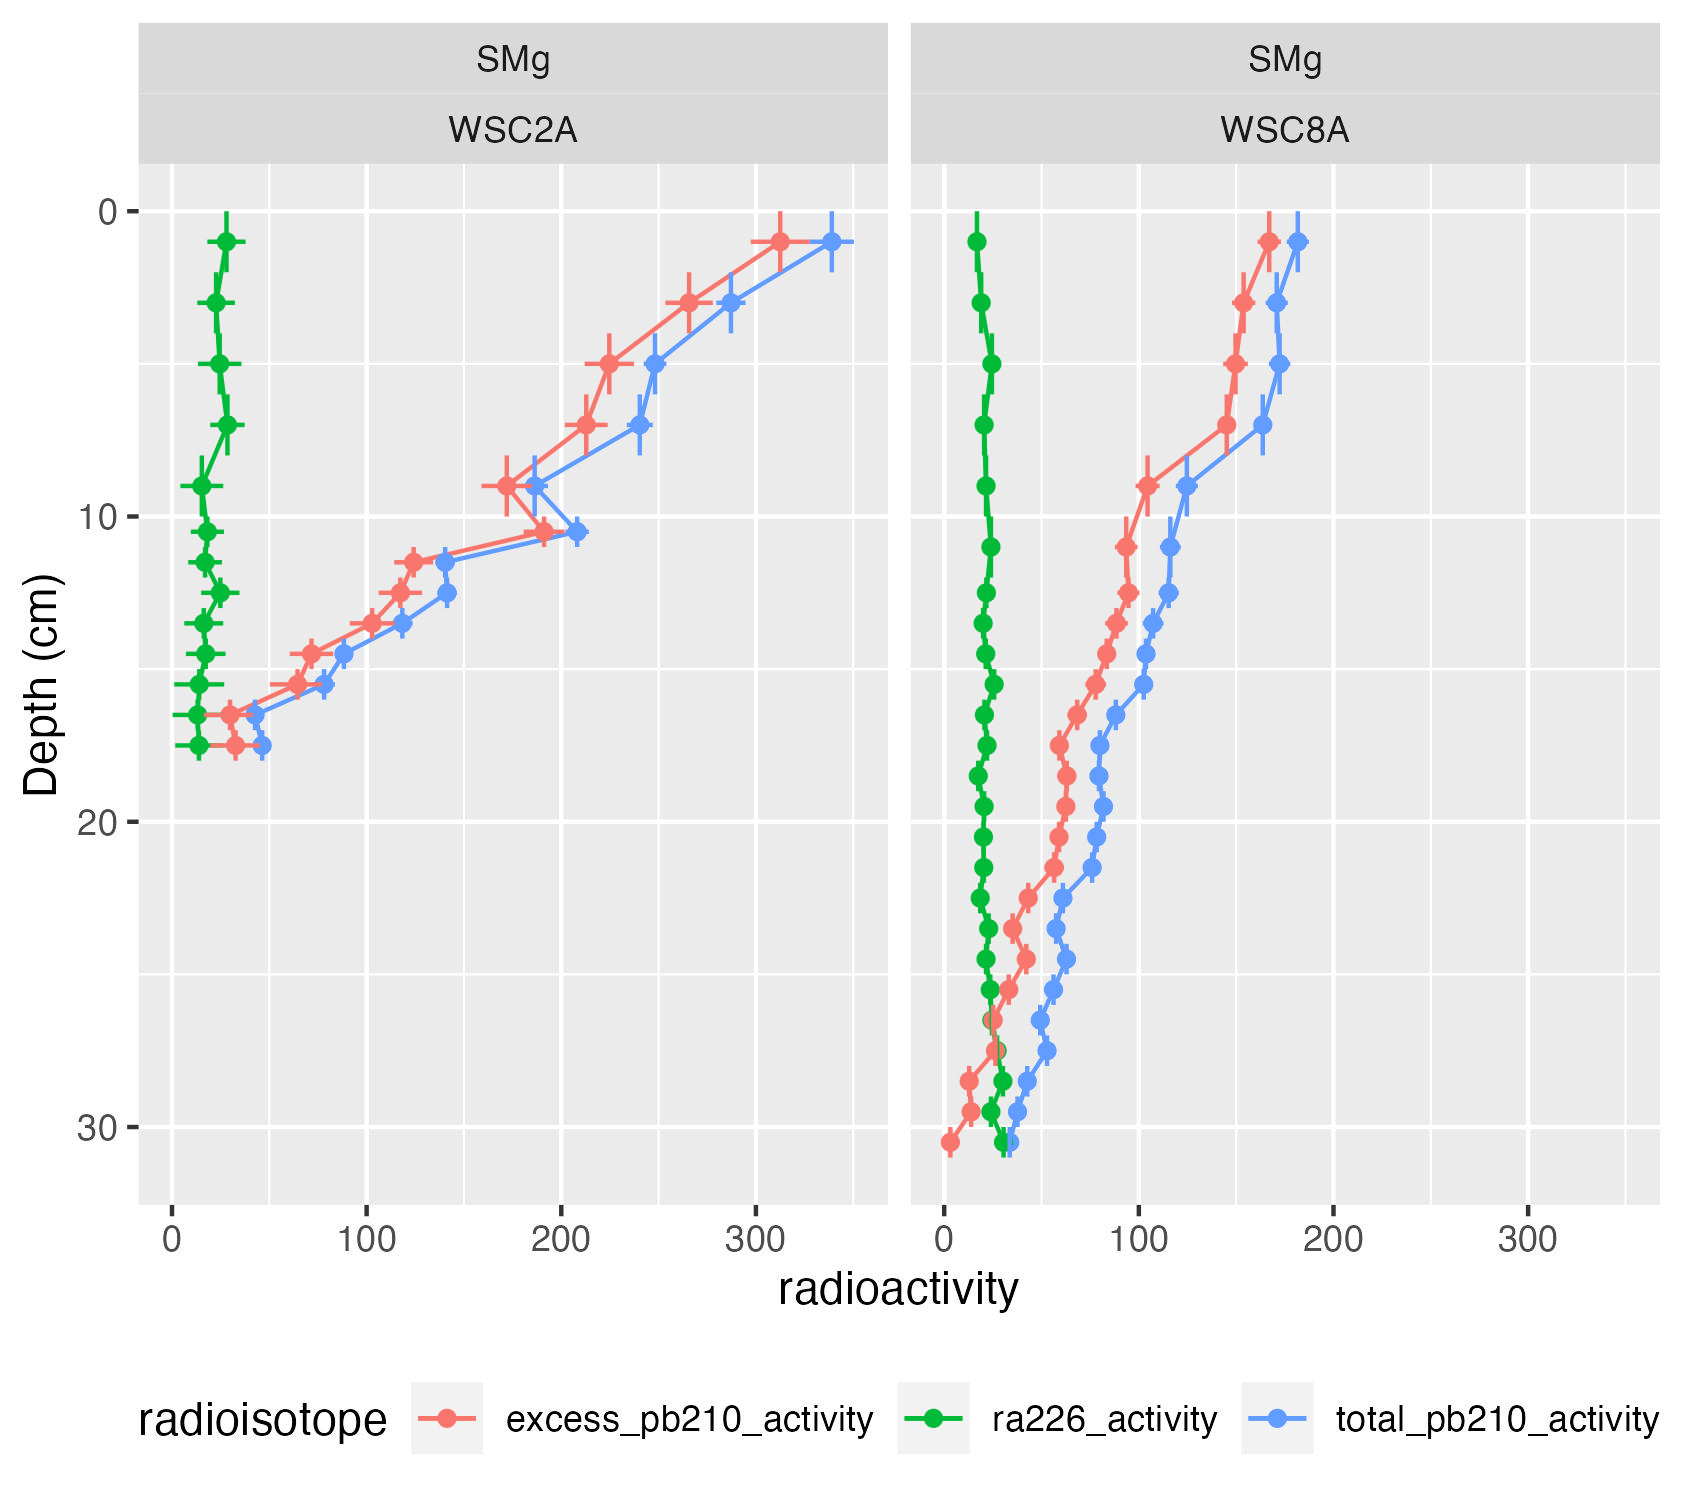 SMg SMg
WSC2A WSC8A
0
10
20
30
Depth (cm)
0 100 200 300 0 100 200 300
radioactivity
radioisotope excess_pb210_activity ra226_activity total_pb210_activity